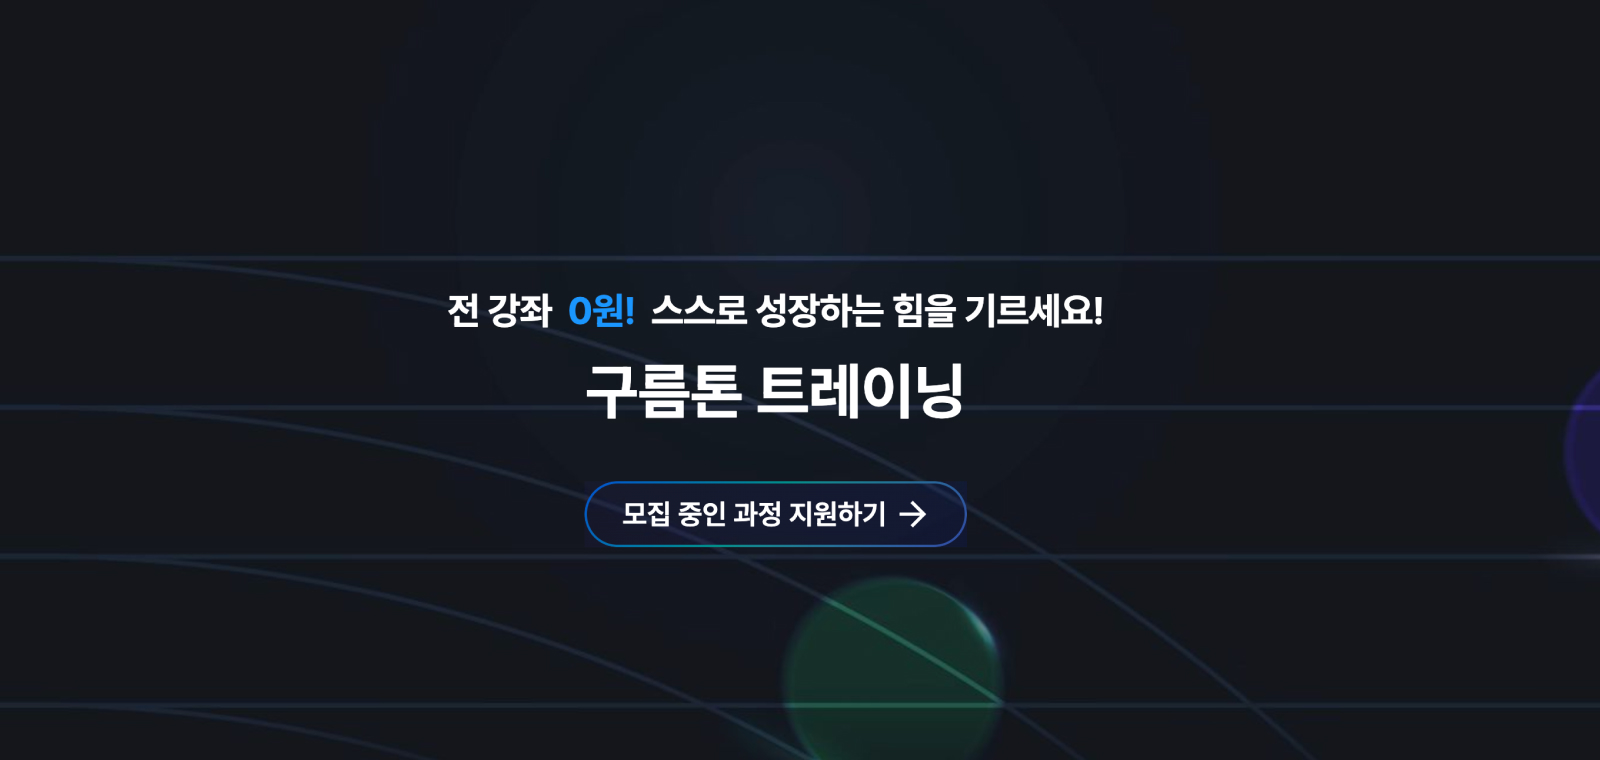 전 강좌 0원! 스스로 성장하는 힘을 기르세요!
구름톤 트레이닝
모집 중인 과정 지원하기 →